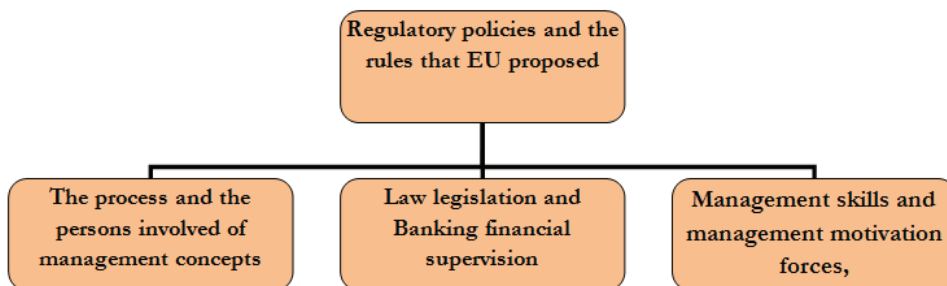 Regulatory policies and the
rules that EU proposed
The process and the
persons involved of
management concepts
Law legislation and
Banking financial
supervision
Management skills and
management motivation
forces,